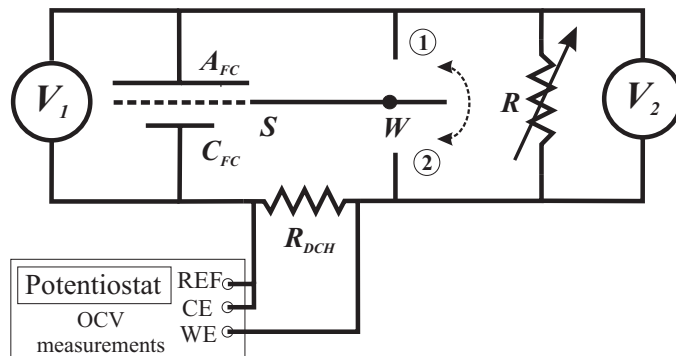 V₁
A_FC
S
C_FC
①
W
②
R
V₂
R_DCH
Potentiostat
OCV
measurements
REF
CE
WE